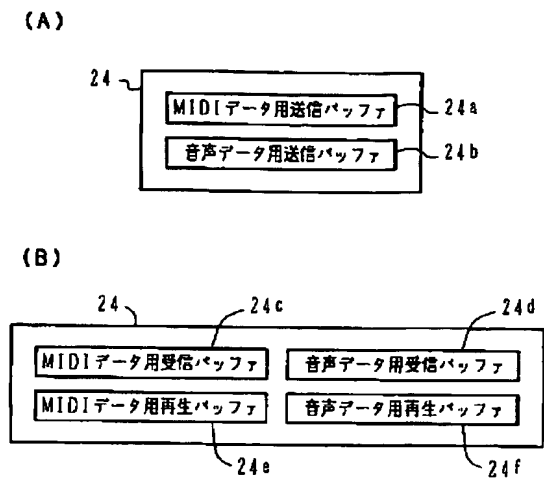 (A)
24
MIDIデータ用送信バッファ 24a
音声データ用送信バッファ 24b
(B)
24 24c 24d
MIDIデータ用受信バッファ 音声データ用受信バッファ
MIDIデータ用再生バッファ 音声データ用再生バッファ
24e 24f